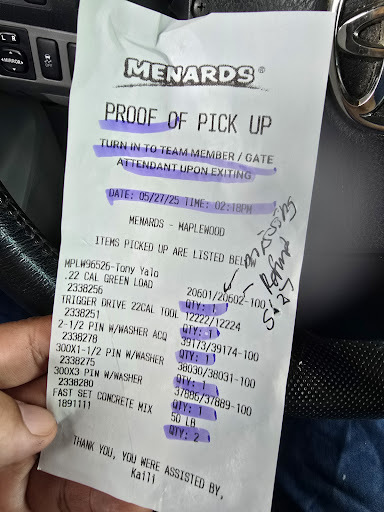 L R
MIRROR
OFF
MENARDS®
PROOF OF PICK UP
TURN IN TO TEAM MEMBER / GATE
ATTENDANT UPON EXITING
DATE: 05/27/25 TIME: 02:18PM
MENARDS - MAPLEWOOD
ITEMS PICKED UP ARE LISTED BELOW
MPLW96526-Tony Yalo
.22 CAL GREEN LOAD 20601/20602-100
2338256 QTY: 1
TRIGGER DRIVE 22CAL TOOL 12222/12224
2338251 QTY: 1
2-1/2 PIN W/WASHER ACQ 39173/39174-100
2338278 QTY: 1
300X1-1/2 PIN W/WASHER 38030/38031-100
2338275 QTY: 1
300X3 PIN W/WASHER 37886/37889-100
2338280 QTY: 1
FAST SET CONCRETE MIX 50 LB
1891111 QTY: 2
THANK YOU, YOU WERE ASSISTED BY,
Kaili
missing
Refund